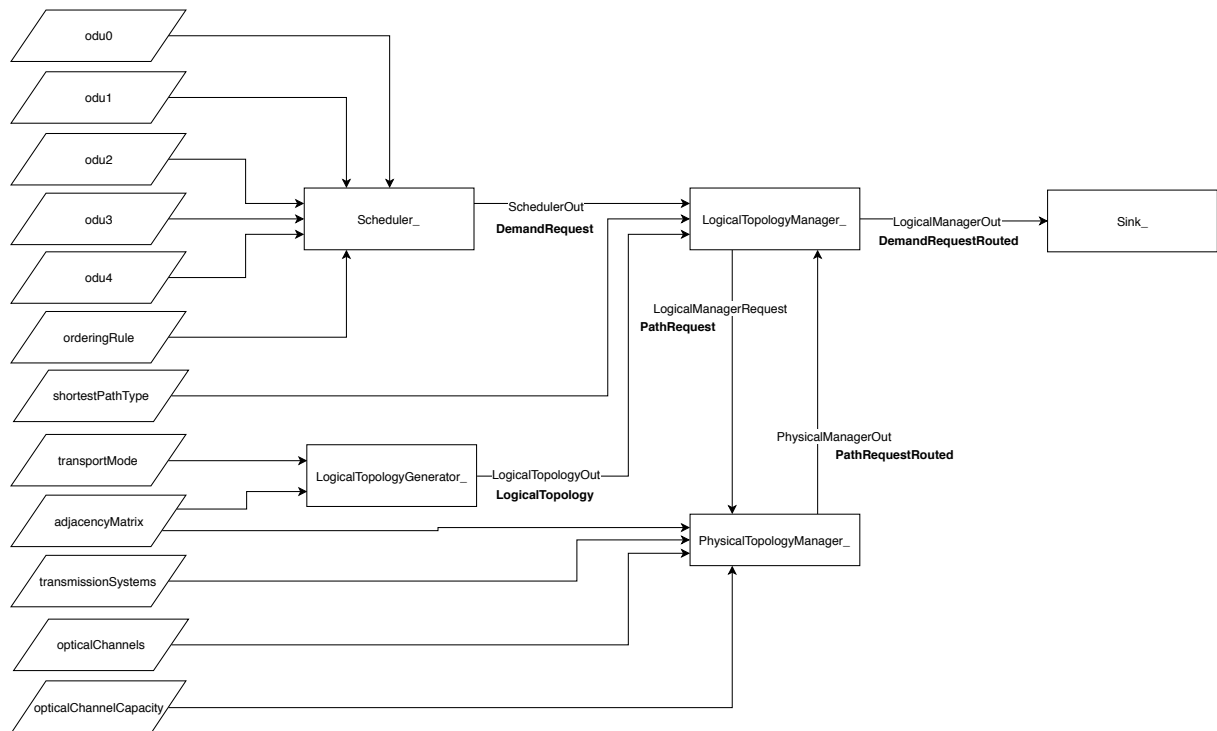 odu0
odu1
odu2
odu3
odu4
orderingRule
shortestPathType
transportMode
adjacencyMatrix
transmissionSystems
opticalChannels
opticalChannelCapacity
Scheduler_
SchedulerOut
DemandRequest
LogicalTopologyGenerator_
LogicalTopologyOut
LogicalTopology
LogicalTopologyManager_
LogicalManagerOut
DemandRequestRouted
Sink_
LogicalManagerRequest
PathRequest
PhysicalManagerOut
PathRequestRouted
PhysicalTopologyManager_